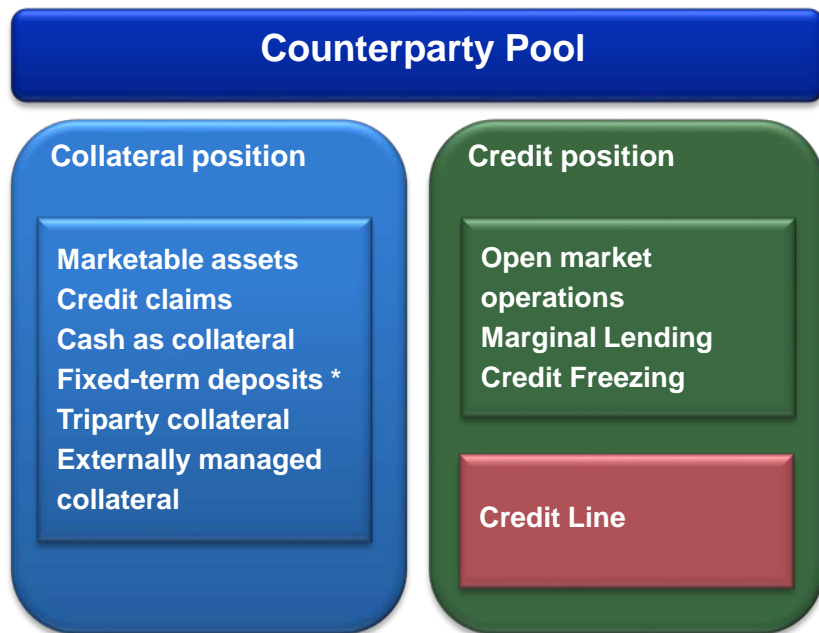 Counterparty Pool
Collateral position
Marketable assets
Credit claims
Cash as collateral
Fixed-term deposits *
Triparty collateral
Externally managed
collateral
Credit position
Open market
operations
Marginal Lending
Credit Freezing
Credit Line